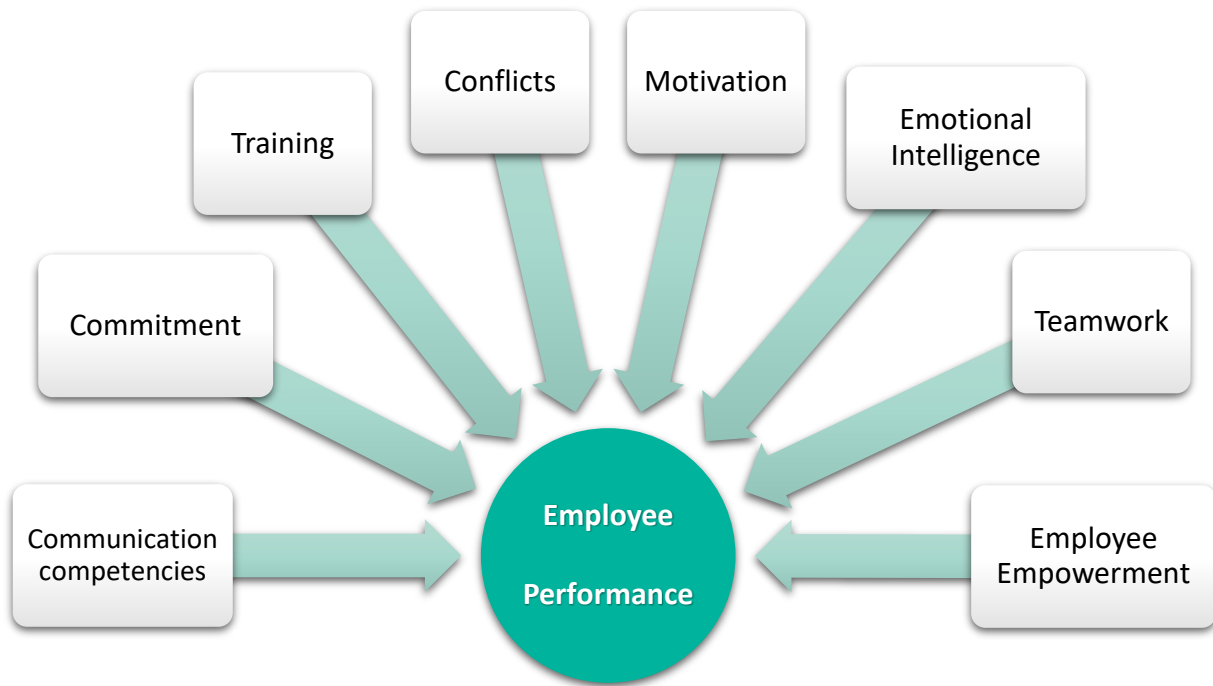 Conflicts
Motivation
Training
Emotional
Intelligence
Commitment
Teamwork
Communication
competencies
Employee
Performance
Employee
Empowerment